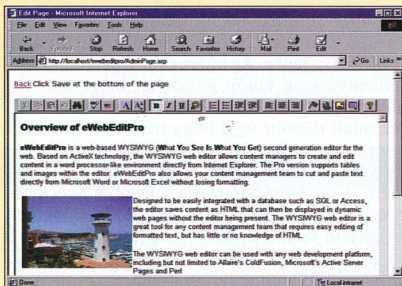 Edit Page - Microsoft Internet Explorer
File Edit View Favorites Tools Help
Back Forward Stop Refresh Home Search Favorites History Mail Print Edit
Address http://localhost/ewebeditpro/AdminPage.asp Go Links »
Back Click Save at the bottom of the page
Overview of eWebEditPro
eWebEditPro is a web-based WYSIWYG (What You See Is What You Get) second generation editor for the
web. Based on ActiveX technology, the WYSIWYG web editor allows content managers to create and edit
content in a word processor-like environment directly from Internet Explorer. The Pro version supports tables
and images within the editor. eWebEditPro also allows your content management team to cut and paste text
directly from Microsoft Word or Microsoft Excel without losing formatting.
Designed to be easily integrated with a database such as SQL or Access,
the editor saves content as HTML that can then be displayed in dynamic
web pages without the editor being present. The WYSIWYG web editor is a
great tool for any content management team that requires easy editing of
formatted text, but has little or no knowledge of HTML.
The WYSIWYG web editor can be used with any web development platform,
including but not limited to Allaire's ColdFusion, Microsoft's Active Server
Pages and Perl
Done Local intranet